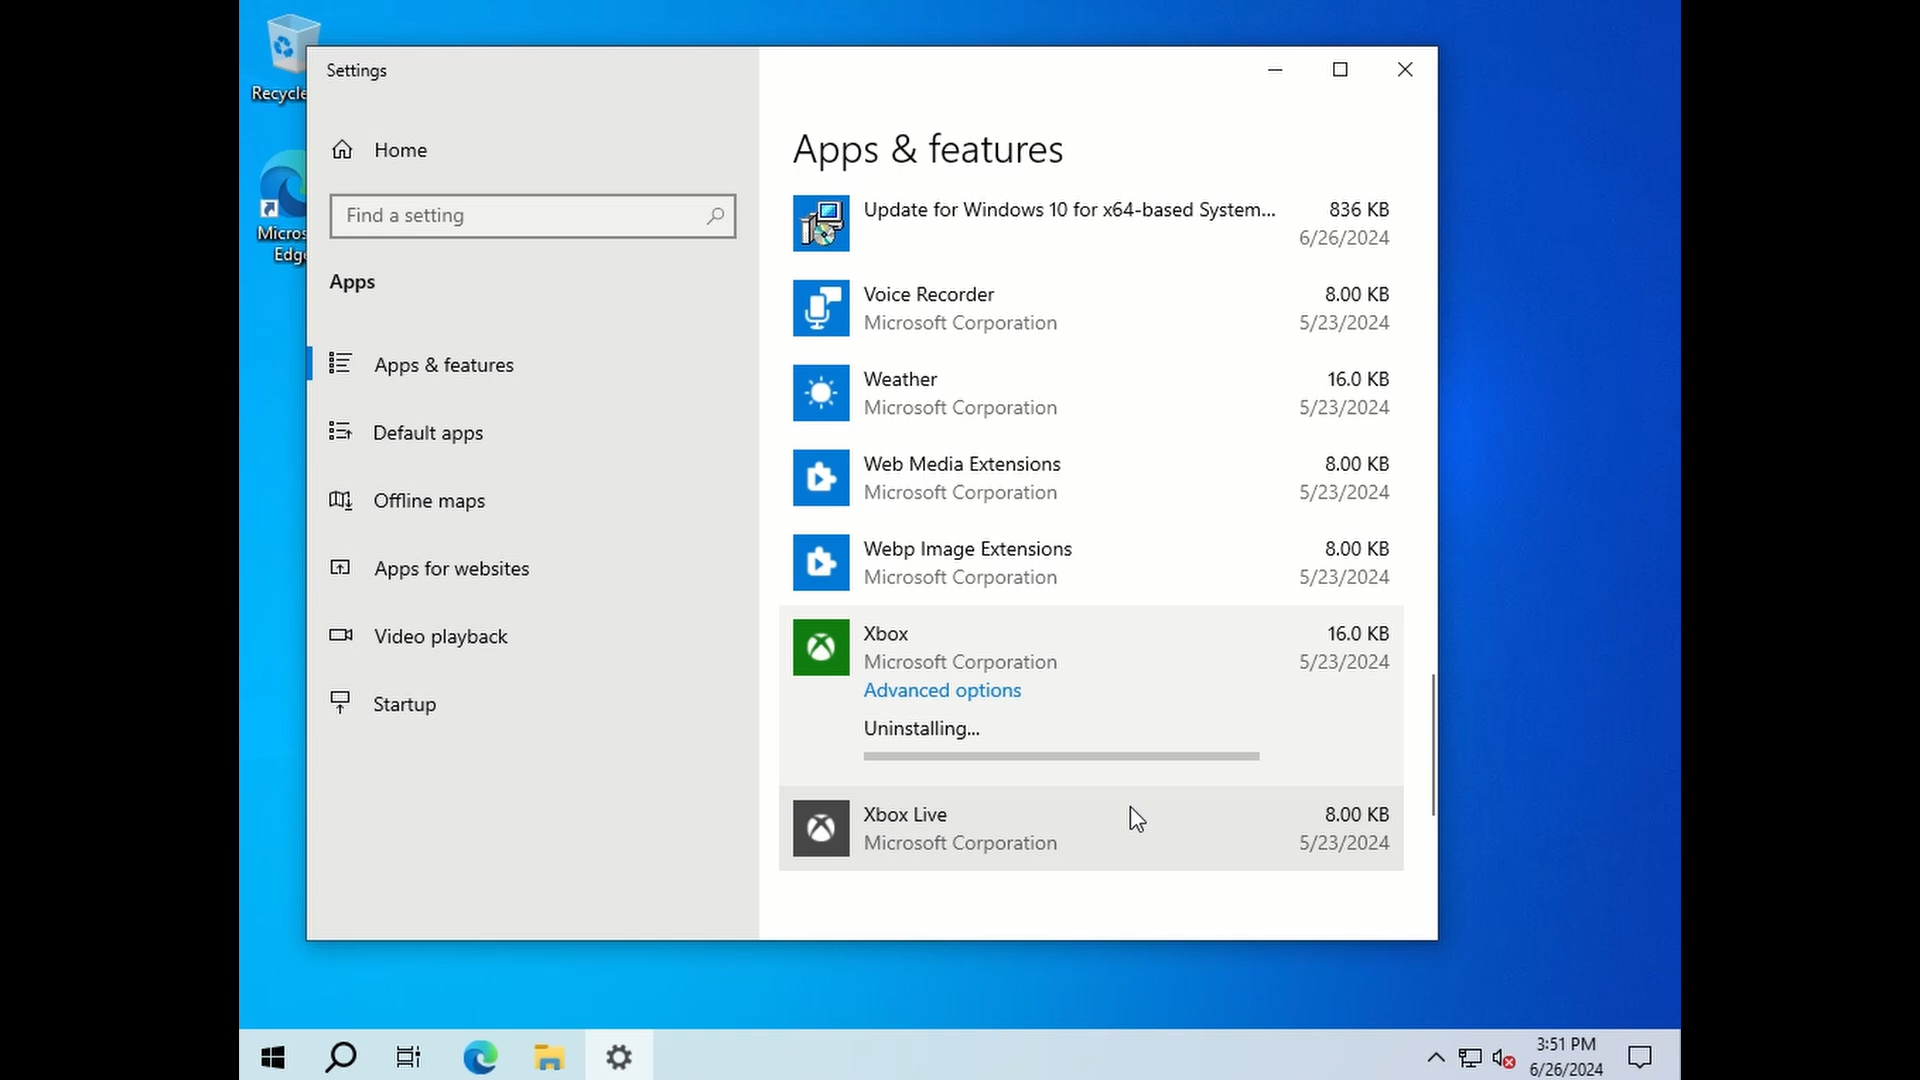 Recycle
Micros
Edge
Settings
Home
Find a setting
Apps
Apps & features
Default apps
Offline maps
Apps for websites
Video playback
Startup
Apps & features
Update for Windows 10 for x64-based System... 836 KB
6/26/2024
Voice Recorder 8.00 KB
Microsoft Corporation 5/23/2024
Weather 16.0 KB
Microsoft Corporation 5/23/2024
Web Media Extensions 8.00 KB
Microsoft Corporation 5/23/2024
Webp Image Extensions 8.00 KB
Microsoft Corporation 5/23/2024
Xbox 16.0 KB
Microsoft Corporation 5/23/2024
Advanced options
Uninstalling...
Xbox Live 8.00 KB
Microsoft Corporation 5/23/2024
3:51 PM
6/26/2024